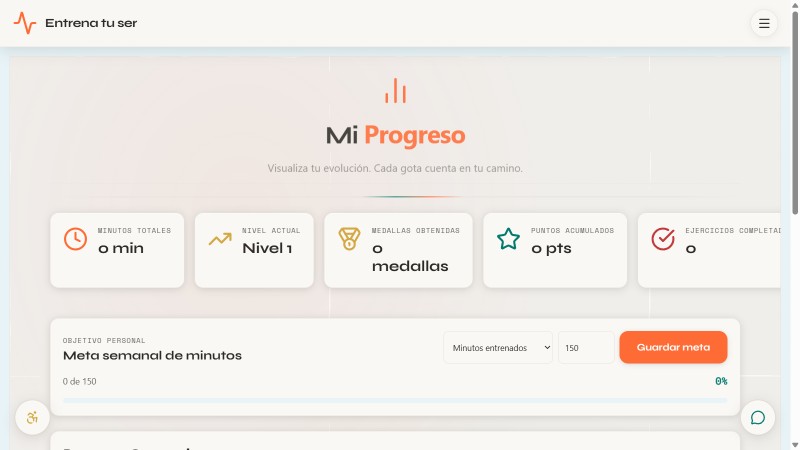 Entrena tu ser
Mi Progreso
Visualiza tu evolución. Cada gota cuenta en tu camino.
MINUTOS TOTALES
0 min
NIVEL ACTUAL
Nivel 1
MEDALLAS OBTENIDAS
0
medallas
PUNTOS ACUMULADOS
0 pts
EJERCICIOS COMPLETAD
0
OBJETIVO PERSONAL
Meta semanal de minutos
Minutos entrenados
150
Guardar meta
0 de 150
0%